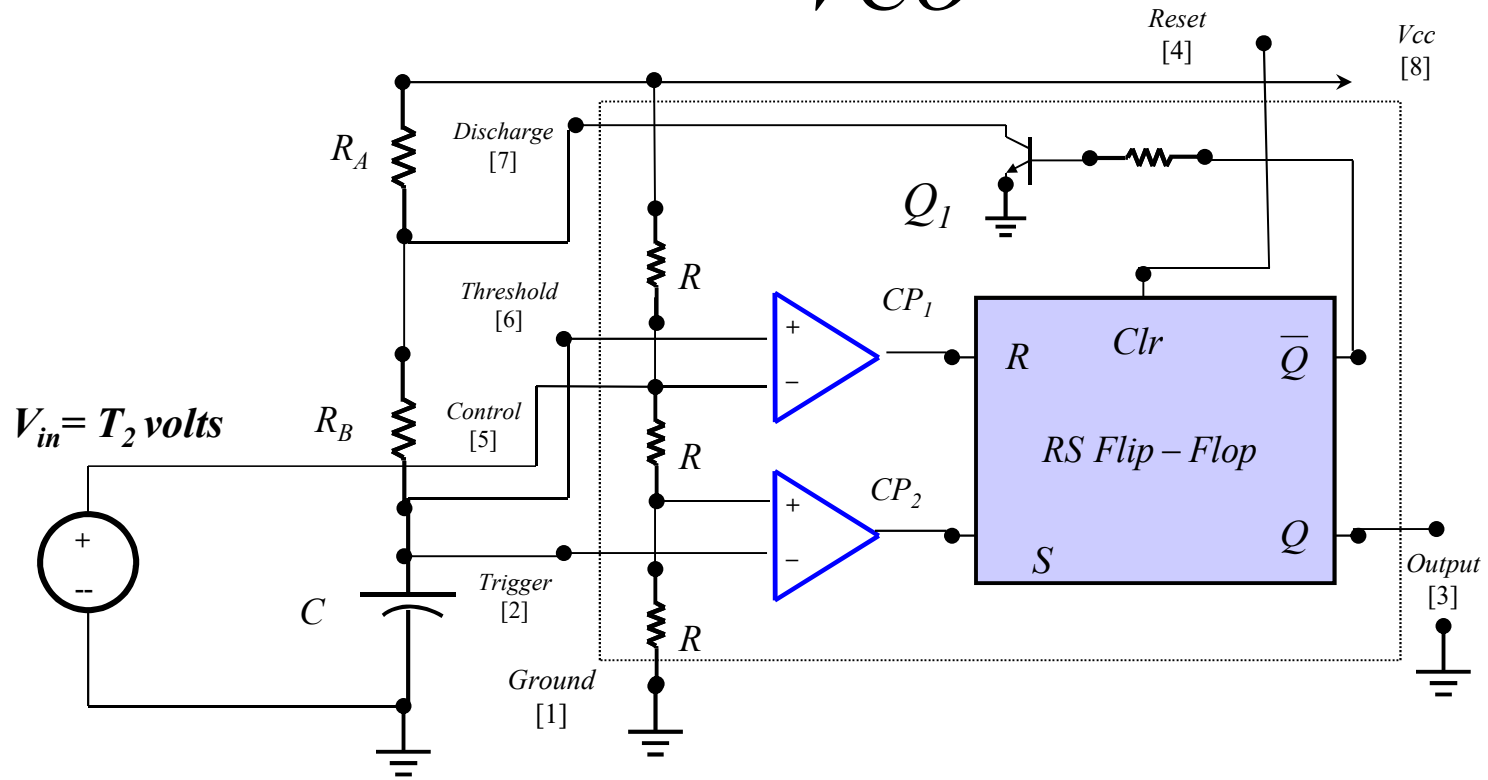 VCO
Reset
[4]
Vcc
[8]
R_A
Discharge
[7]
Q_1
R
Threshold
[6]
+
−
CP_1
R
Clr
Q̅
V_in= T_2 volts
R_B
Control
[5]
R
RS Flip – Flop
+
−
CP_2
S
Q
Output
[3]
+
--
C
Trigger
[2]
R
Ground
[1]